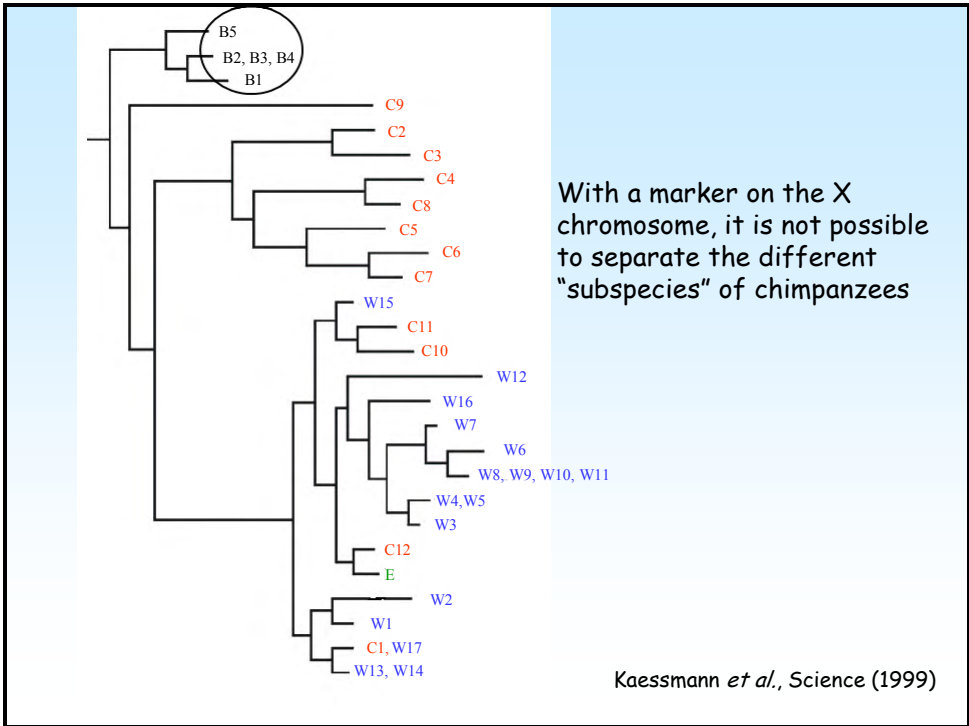 B5
B2, B3, B4
B1
C9
C2
C3
C4
C8
C5
C6
C7
W15
C11
C10
W12
W16
W7
W6
W8, W9, W10, W11
W4,W5
W3
C12
E
W2
W1
C1, W17
W13, W14
With a marker on the X
chromosome, it is not possible
to separate the different
“subspecies” of chimpanzees
Kaessmann et al., Science (1999)